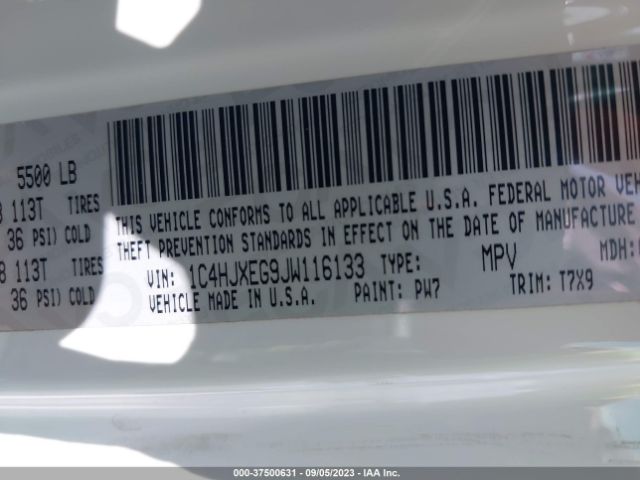 5500 LB
113T TIRES
36 PSI) COLD
8 113T TIRES
36 PSI) COLD
THIS VEHICLE CONFORMS TO ALL APPLICABLE U.S.A. FEDERAL MOTOR
THEFT PREVENTION STANDARDS IN EFFECT ON THE DATE OF MANUFACTURE
VIN: 1C4HJXEG9JW116133 TYPE: MPV MDH:
VEHICLE MADE IN U.S.A. PAINT: PW7 TRIM: T7X9
000-37500631 - 09/05/2023 - IAA Inc.